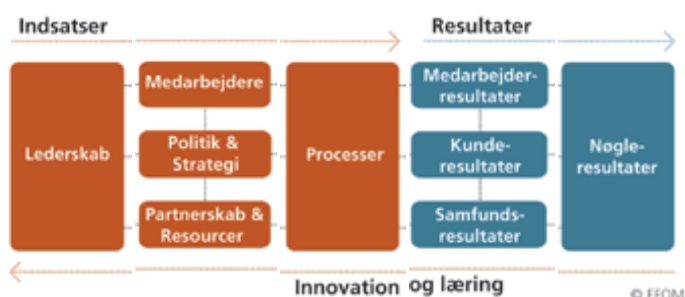 Indsatser
Resultater
Lederskab
Medarbejdere
Politik &
Strategi
Partnerskab &
Resourcer
Processer
Medarbejder-
resultater
Kunde-
resultater
Samfunds-
resultater
Nøgle-
resultater
Innovation og læring
© EFQM